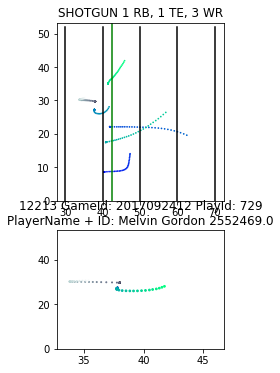 SHOTGUN 1 RB, 1 TE, 3 WR
50
40
30
20
10
0
30 40 50 60 70
12213 GameId: 2017092412 PlayId: 729
PlayerName + ID: Melvin Gordon 2552469.0
40
20
0
35 40 45